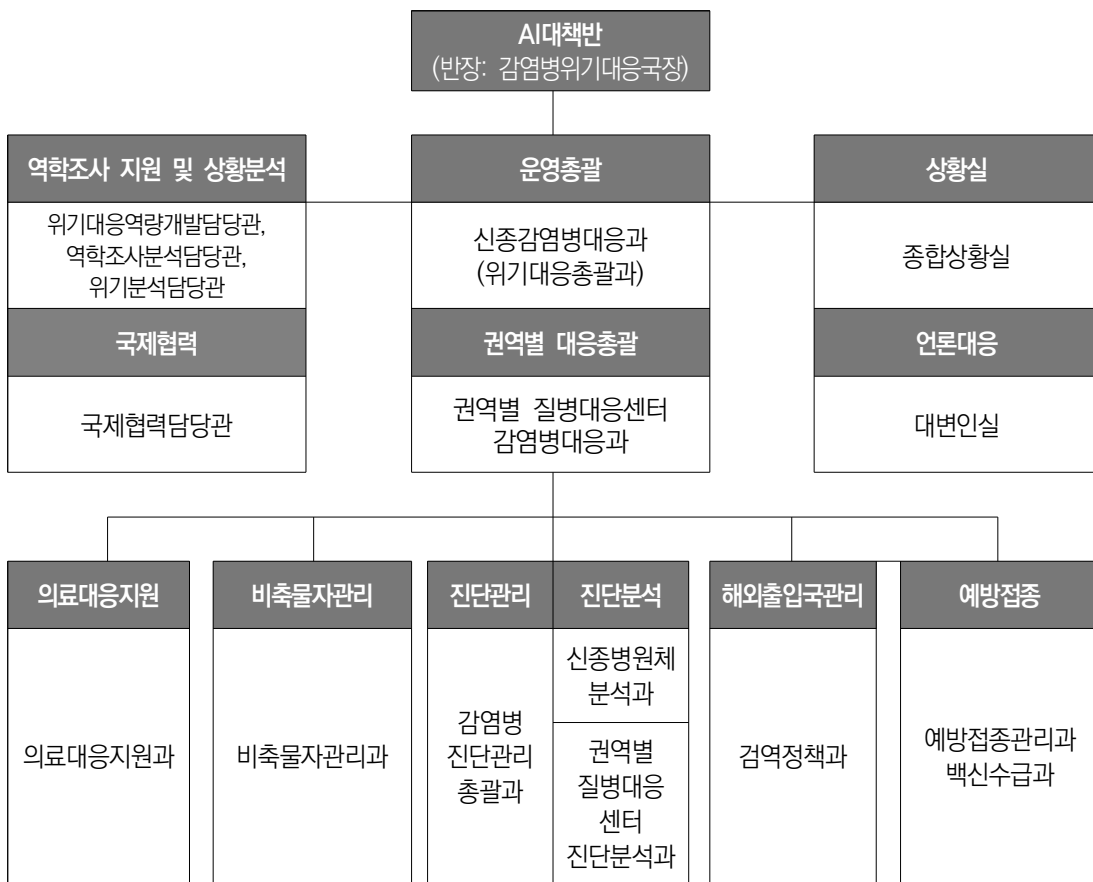 AI대책반
(반장: 감염병위기대응국장)
역학조사 지원 및 상황분석
위기대응역량개발담당관,
역학조사분석담당관,
위기분석담당관
국제협력
국제협력담당관
운영총괄
신종감염병대응과
(위기대응총괄과)
권역별 대응총괄
권역별 질병대응센터
감염병대응과
상황실
종합상황실
언론대응
대변인실
의료대응지원
의료대응지원과
비축물자관리
비축물자관리과
진단관리
감염병
진단관리
총괄과
진단분석
신종병원체
분석과
권역별
질병대응
센터
진단분석과
해외출입국관리
검역정책과
예방접종
예방접종관리과
백신수급과